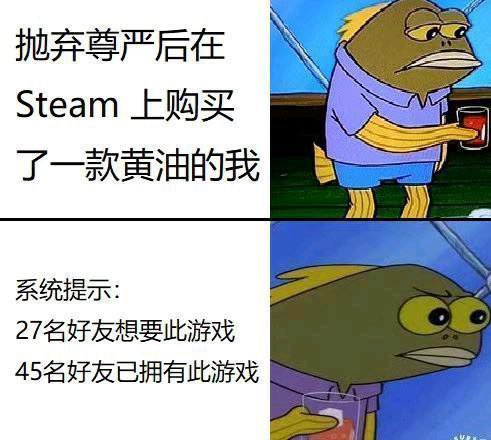 抛弃尊严后在
Steam 上购买
了一款黄油的我
系统提示：
27名好友想要此游戏
45名好友已拥有此游戏